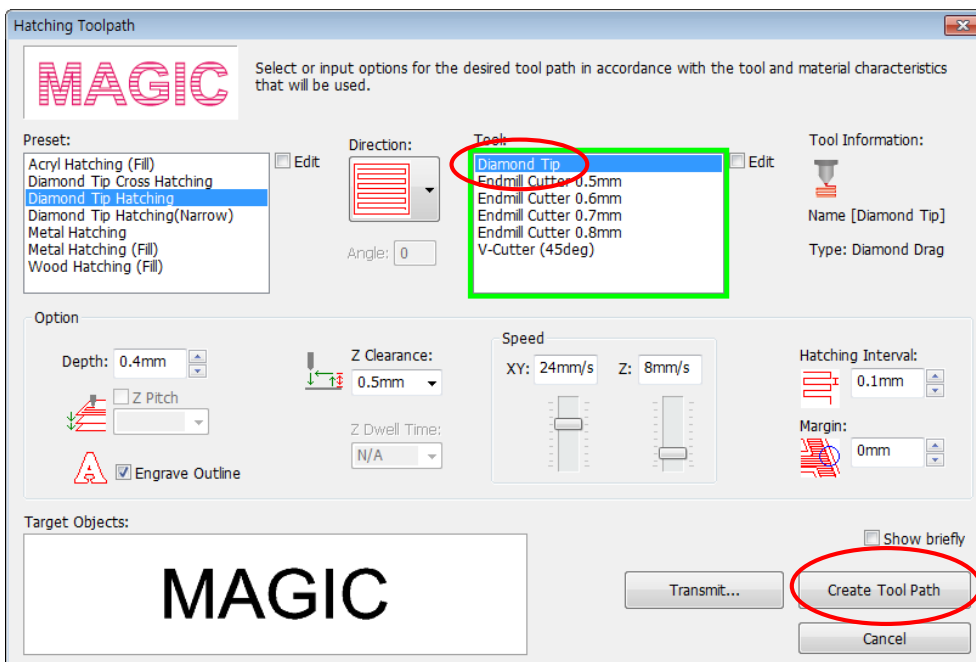 Hatching Toolpath
MAGIC
Select or input options for the desired tool path in accordance with the tool and material characteristics
that will be used.
Preset:
Acryl Hatching (Fill)
Diamond Tip Cross Hatching
Diamond Tip Hatching
Diamond Tip Hatching(Narrow)
Metal Hatching
Metal Hatching (Fill)
Wood Hatching (Fill)
Edit
Direction:
Angle: 0
Tool:
Diamond Tip
Endmill Cutter 0.5mm
Endmill Cutter 0.6mm
Endmill Cutter 0.7mm
Endmill Cutter 0.8mm
V-Cutter (45deg)
Edit
Tool Information:
Name [Diamond Tip]
Type: Diamond Drag
Option
Depth: 0.4mm
Z Pitch
A Engrave Outline
Z Clearance:
0.5mm
Z Dwell Time:
N/A
Speed
XY: 24mm/s Z: 8mm/s
Hatching Interval:
0.1mm
Margin:
0mm
Target Objects:
MAGIC
Show briefly
Transmit...
Create Tool Path
Cancel